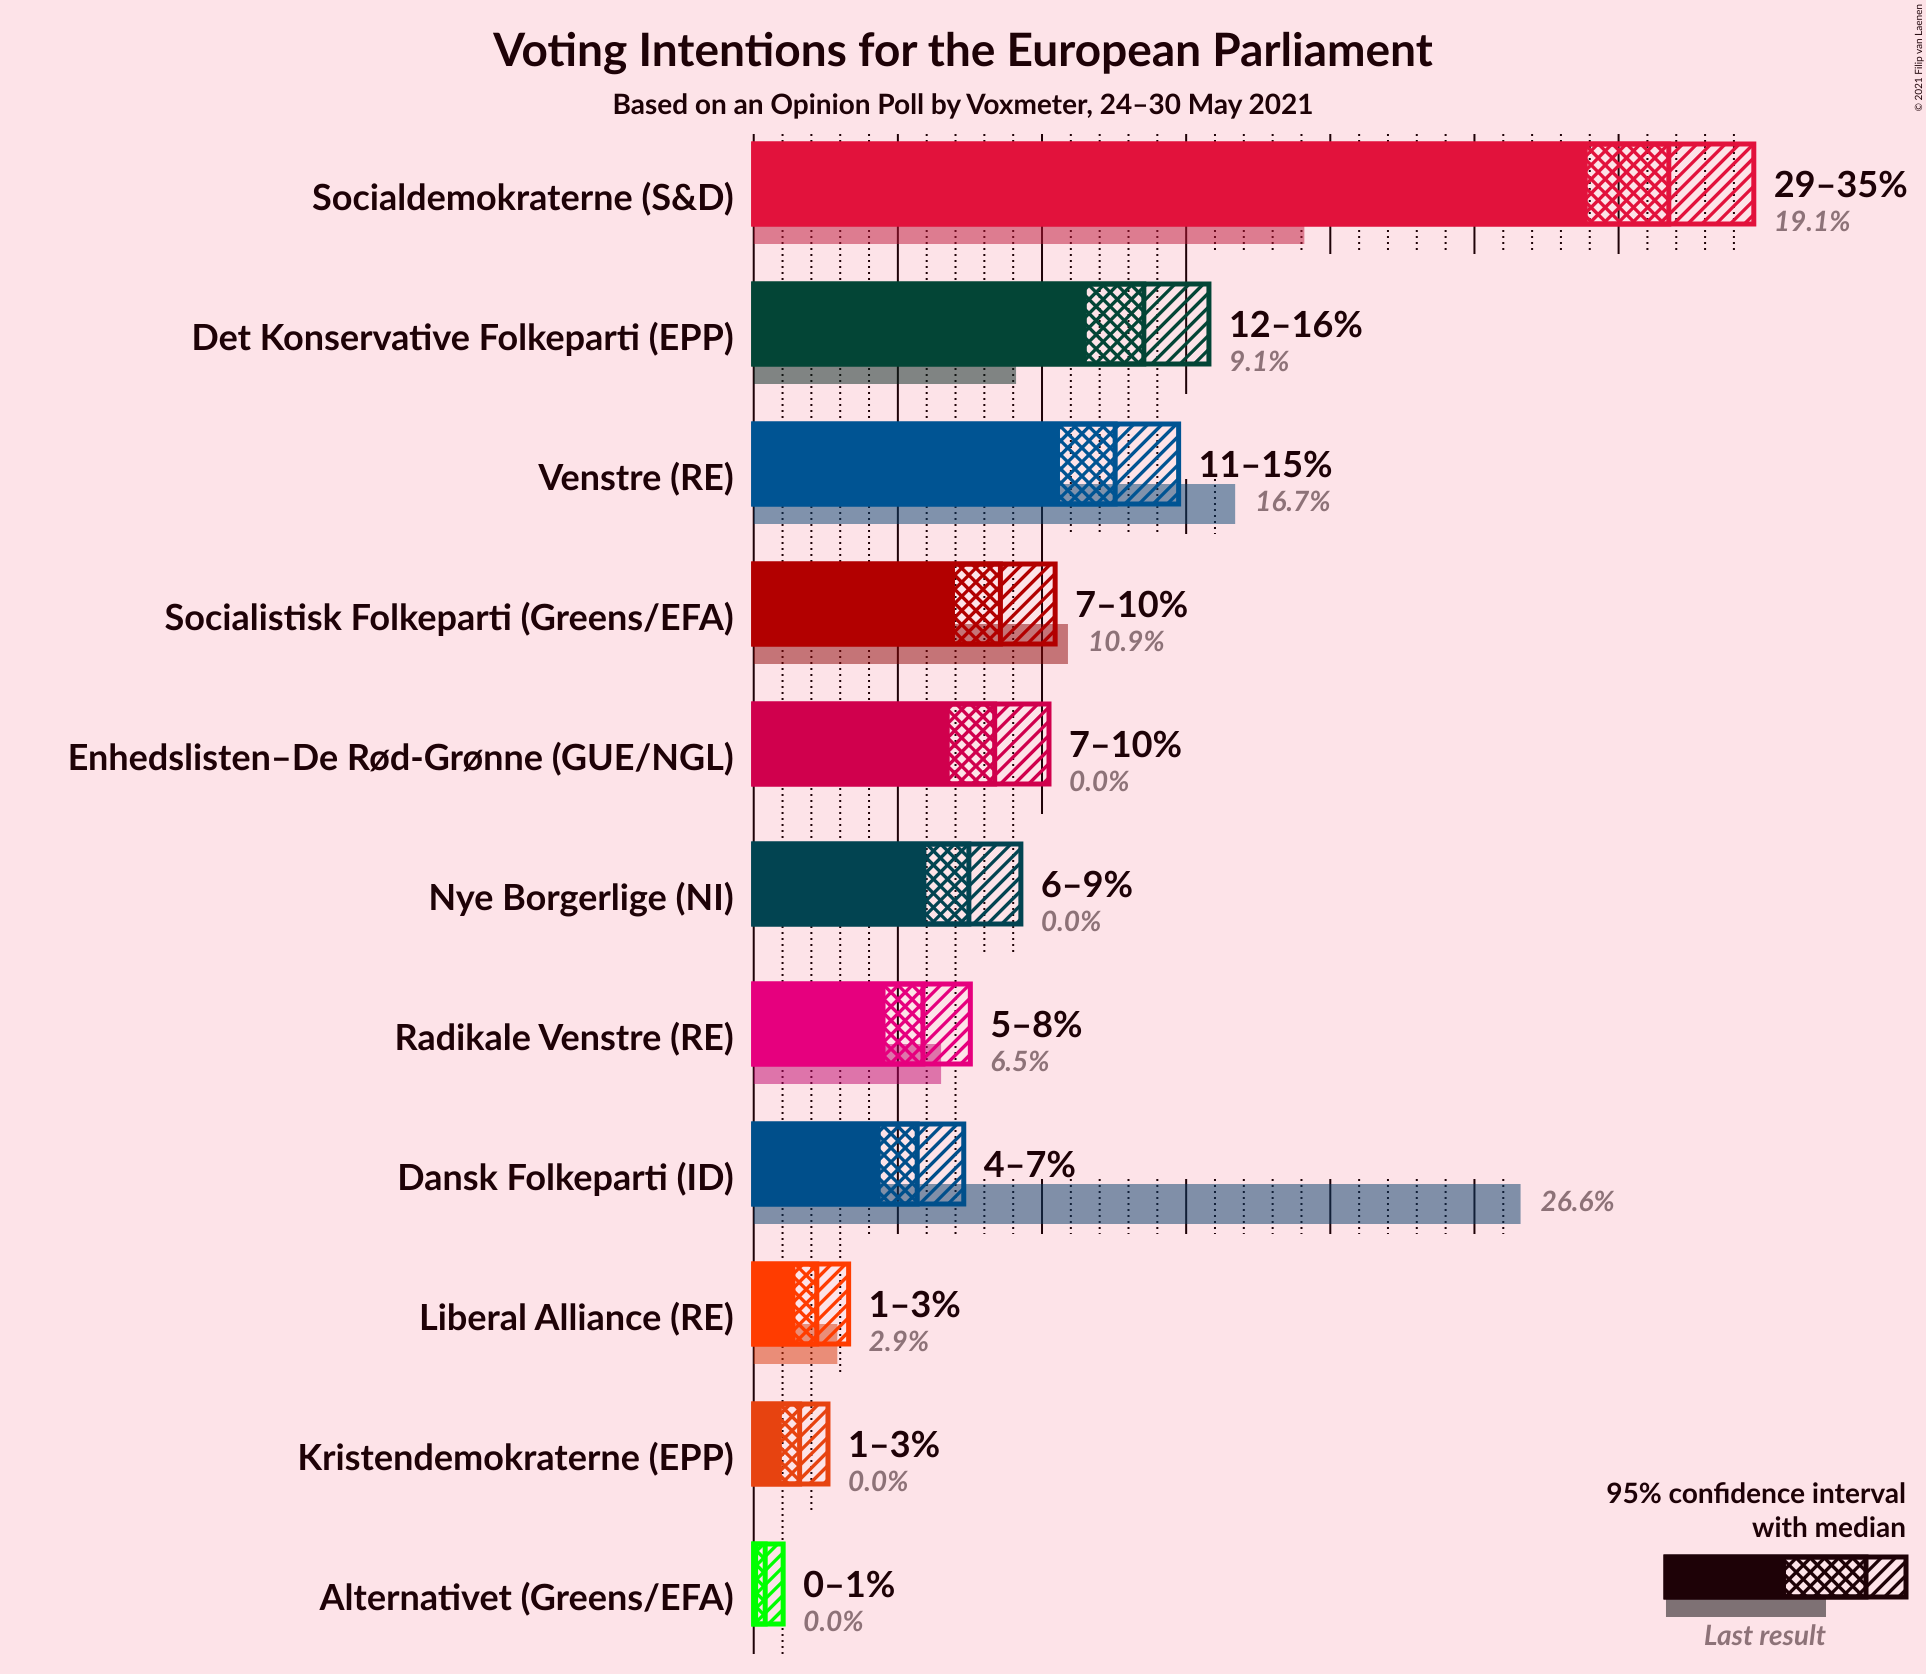 Voting Intentions for the European Parliament
Based on an Opinion Poll by Voxmeter, 24–30 May 2021
© 2021 Filip van Laenen
Socialdemokraterne (S&D)
29–35%
19.1%
Det Konservative Folkeparti (EPP)
12–16%
9.1%
Venstre (RE)
11–15%
16.7%
Socialistisk Folkeparti (Greens/EFA)
7–10%
10.9%
Enhedslisten–De Rød-Grønne (GUE/NGL)
7–10%
0.0%
Nye Borgerlige (NI)
6–9%
0.0%
Radikale Venstre (RE)
5–8%
6.5%
Dansk Folkeparti (ID)
4–7%
26.6%
Liberal Alliance (RE)
1–3%
2.9%
Kristendemokraterne (EPP)
1–3%
0.0%
Alternativet (Greens/EFA)
0–1%
0.0%
95% confidence interval
with median
Last result